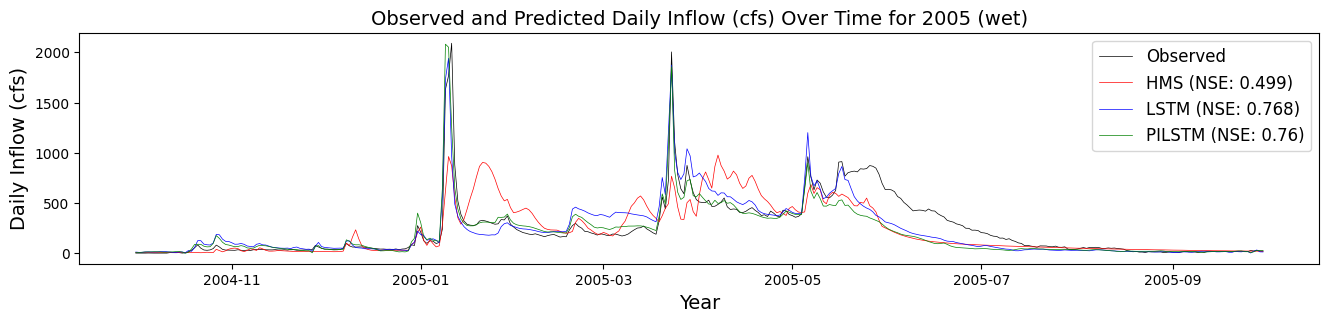 Observed and Predicted Daily Inflow (cfs) Over Time for 2005 (wet)
Daily Inflow (cfs)
2000
1500
1000
500
0
Observed
HMS (NSE: 0.499)
LSTM (NSE: 0.768)
PILSTM (NSE: 0.76)
2004-11
2005-01
2005-03
2005-05
2005-07
2005-09
Year